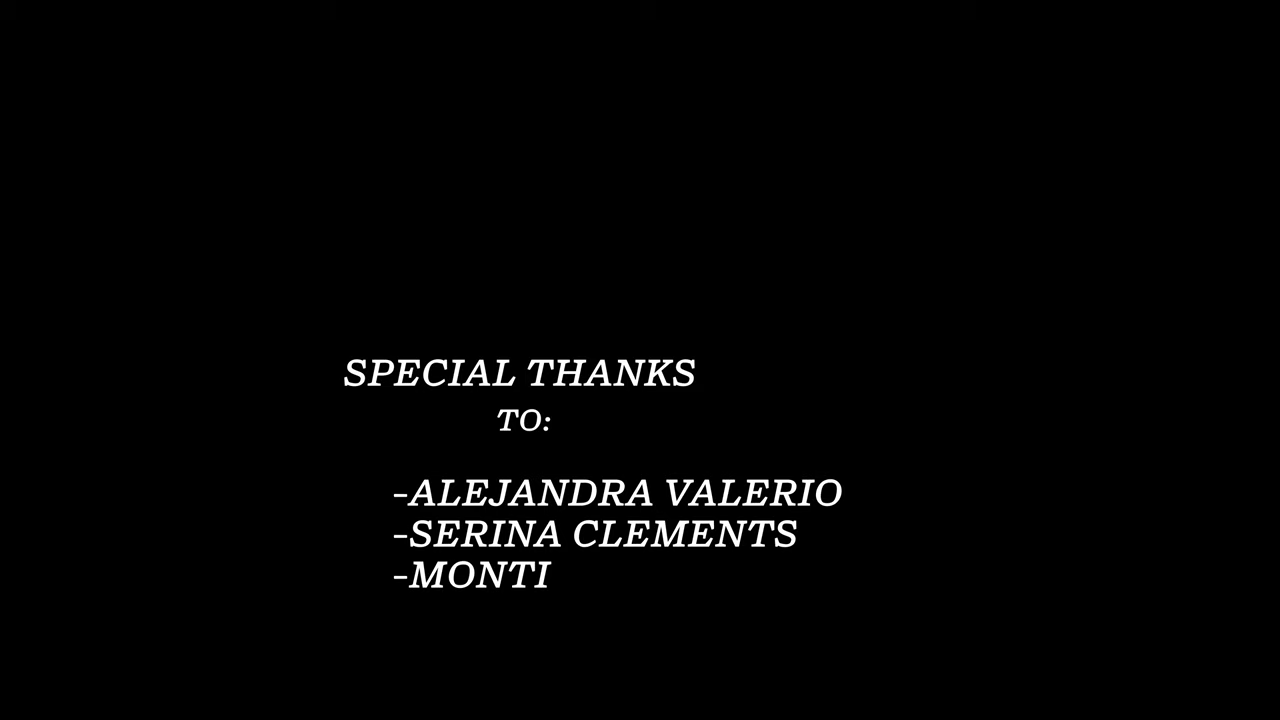 SPECIAL THANKS
TO:
-ALEJANDRA VALERIO
-SERINA CLEMENTS
-MONTI